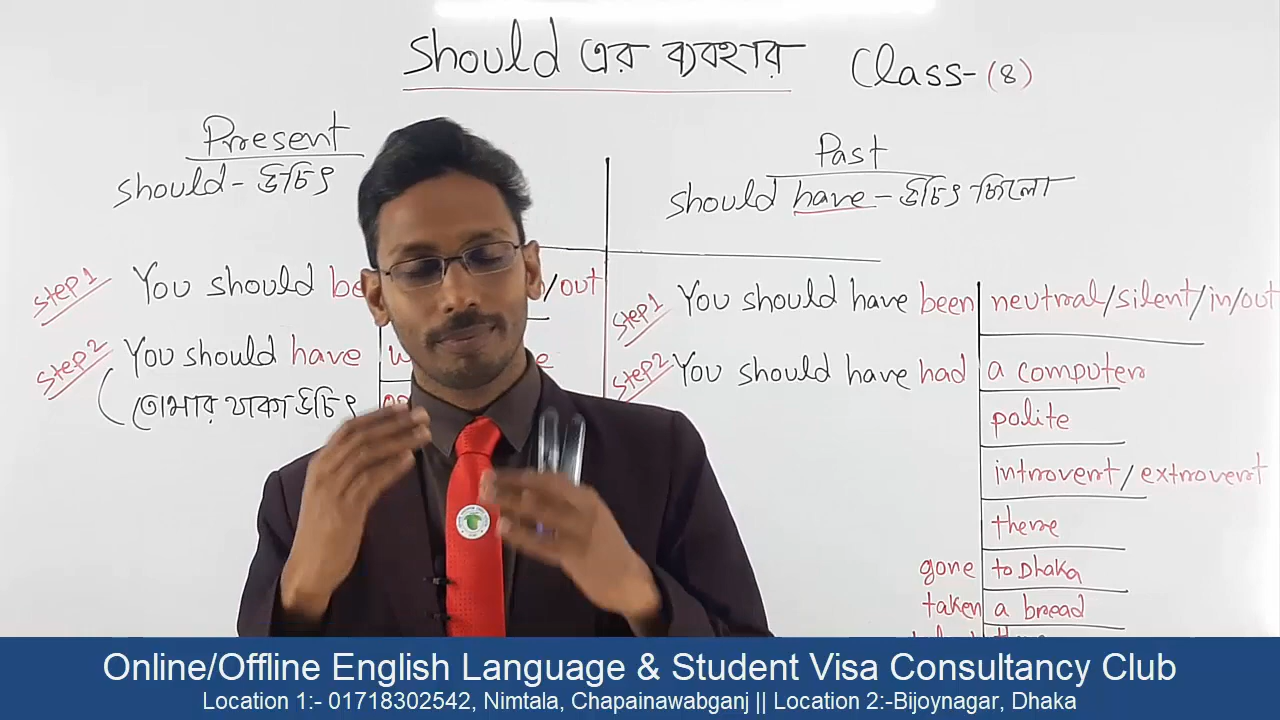 Should এর ব্যবহার Class-(8)
Present
should - উচিৎ
Step 1 You should be /out
Step 2 You should have
তোমার থাকা উচিৎ
Past
should have - উচিৎ ছিলো
Step 1 You should have been neutral/silent/in/out
Step 2 You should have had a computer
polite
introvert/extrovert
there
gone to Dhaka
taken a bread
Online/Offline English Language & Student Visa Consultancy Club
Location 1:- 01718302542, Nimtala, Chapainawabganj || Location 2:-Bijoynagar, Dhaka